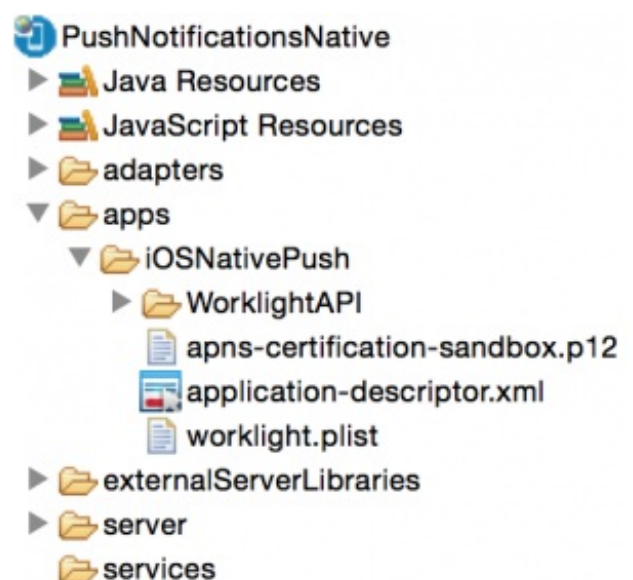 PushNotificationsNative
Java Resources
JavaScript Resources
adapters
apps
iOSNativePush
WorklightAPI
apns-certification-sandbox.p12
application-descriptor.xml
worklight.plist
externalServerLibraries
server
services